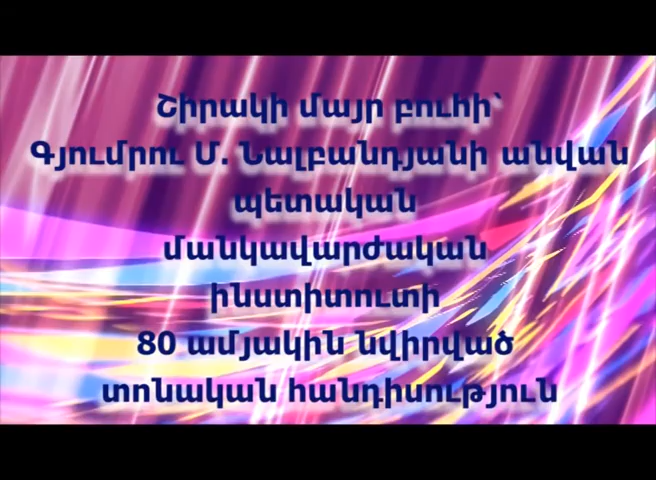 Շիրակի մայր բուհի՝
Գյումրու Մ. Նալբանդյանի անվան
պետական
մանկավարժական
ինստիտուտի
80 ամյակին նվիրված
տոնական հանդիսություն